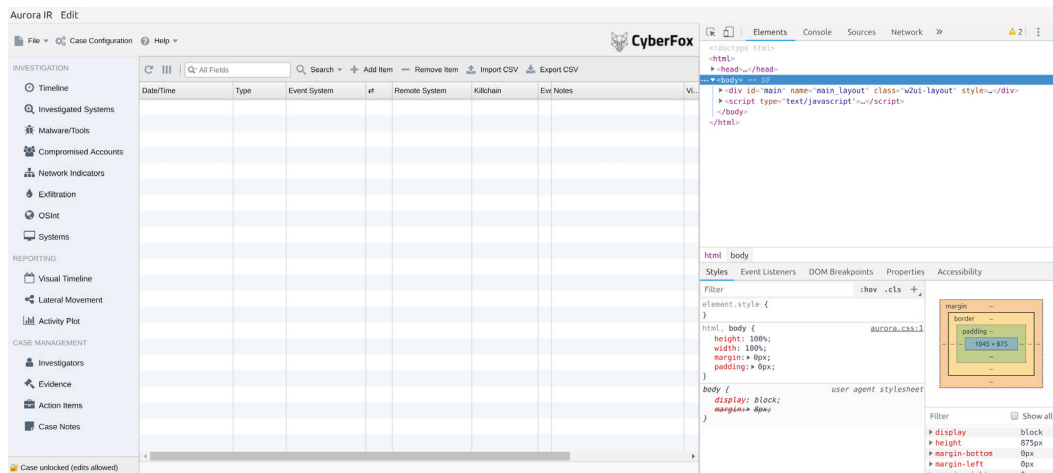 Aurora IR Edit
File Case Configuration Help
CyberFox
INVESTIGATION
Timeline
Investigated Systems
Malware/Tools
Compromised Accounts
Network Indicators
Exfiltration
OSInt
Systems
REPORTING
Visual Timeline
Lateral Movement
Activity Plot
CASE MANAGEMENT
Investigators
Evidence
Action Items
Case Notes
Case unlocked (edits allowed)
All Fields Search Add Item Remove Item Import CSV Export CSV
Date/Time Type Event System ⇄ Remote System Killchain Eve Notes Vi...
Elements Console Sources Network » 2
<!doctype html>
<html>
<head>…</head>
<body> == $0
<div id="main" name="main_layout" class="w2ui-layout" style>…</div>
<script type="text/javascript">…</script>
</body>
</html>
html body
Styles Event Listeners DOM Breakpoints Properties Accessibility
Filter :hov .cls +
element.style {
}
html, body { aurora.css:1
height: 100%;
width: 100%;
margin: 0px;
padding: 0px;
}
body { user agent stylesheet
display: block;
margin: 8px;
}
margin –
border –
padding –
– – – 1045 × 875 – – –
–
–
–
Filter Show all
display block
height 875px
margin-bottom 0px
margin-left 0px